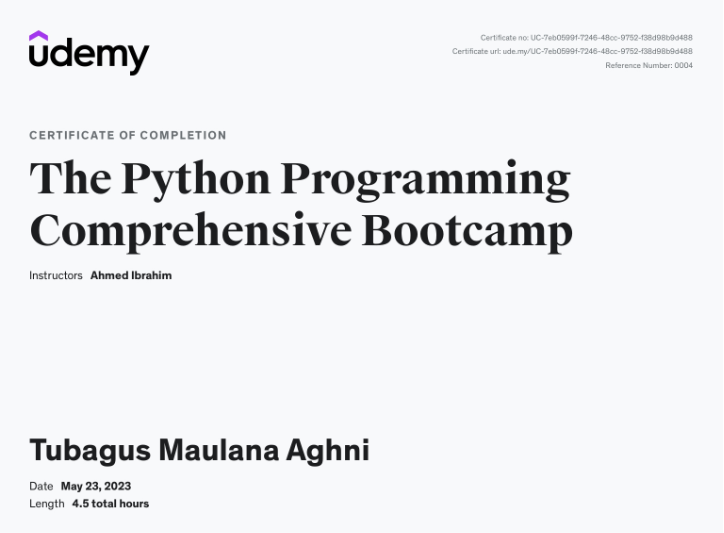 udemy
Certificate no: UC-7eb0599f-7246-48cc-9752-f38d98b9d488
Certificate url: ude.my/UC-7eb0599f-7246-48cc-9752-f38d98b9d488
Reference Number: 0004
CERTIFICATE OF COMPLETION
The Python Programming
Comprehensive Bootcamp
Instructors Ahmed Ibrahim
Tubagus Maulana Aghni
Date May 23, 2023
Length 4.5 total hours